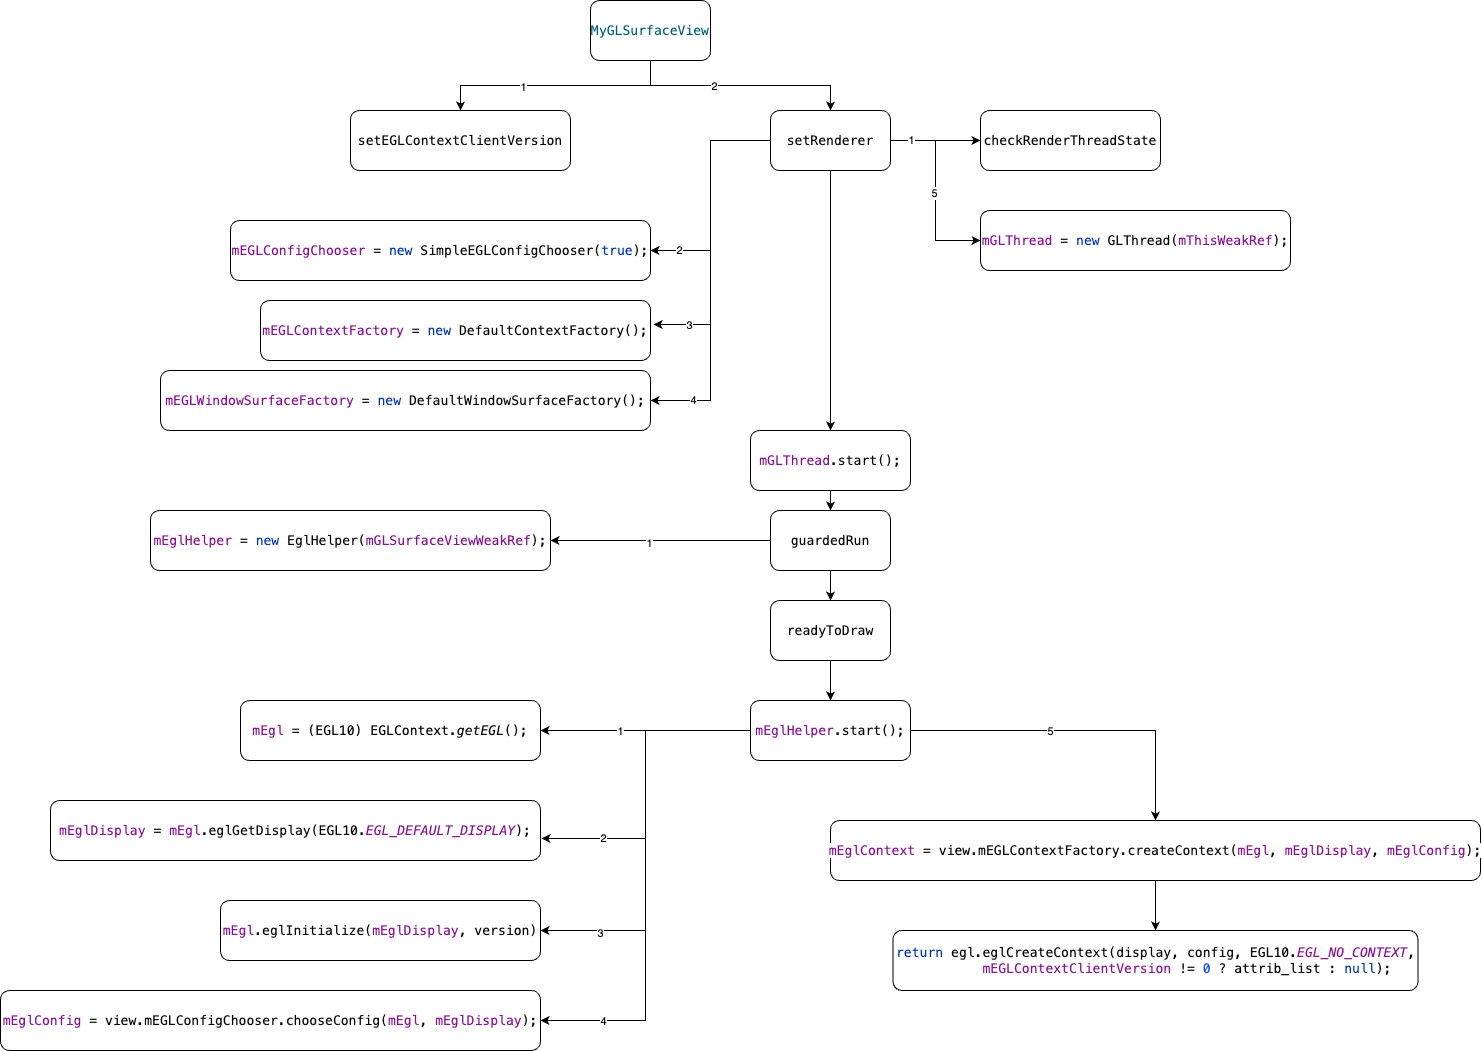 MyGLSurfaceView
1
2
setEGLContextClientVersion
setRenderer
1
checkRenderThreadState
5
mEGLConfigChooser = new SimpleEGLConfigChooser(true);
2
mGLThread = new GLThread(mThisWeakRef);
mEGLContextFactory = new DefaultContextFactory();
3
mEGLWindowSurfaceFactory = new DefaultWindowSurfaceFactory();
4
mGLThread.start();
mEglHelper = new EglHelper(mGLSurfaceViewWeakRef);
1
guardedRun
readyToDraw
mEgl = (EGL10) EGLContext.getEGL();
1
mEglHelper.start();
5
mEglDisplay = mEgl.eglGetDisplay(EGL10.EGL_DEFAULT_DISPLAY);
2
mEglContext = view.mEGLContextFactory.createContext(mEgl, mEglDisplay, mEglConfig);
mEgl.eglInitialize(mEglDisplay, version)
3
return egl.eglCreateContext(display, config, EGL10.EGL_NO_CONTEXT,
mEGLContextClientVersion != 0 ? attrib_list : null);
mEglConfig = view.mEGLConfigChooser.chooseConfig(mEgl, mEglDisplay);
4